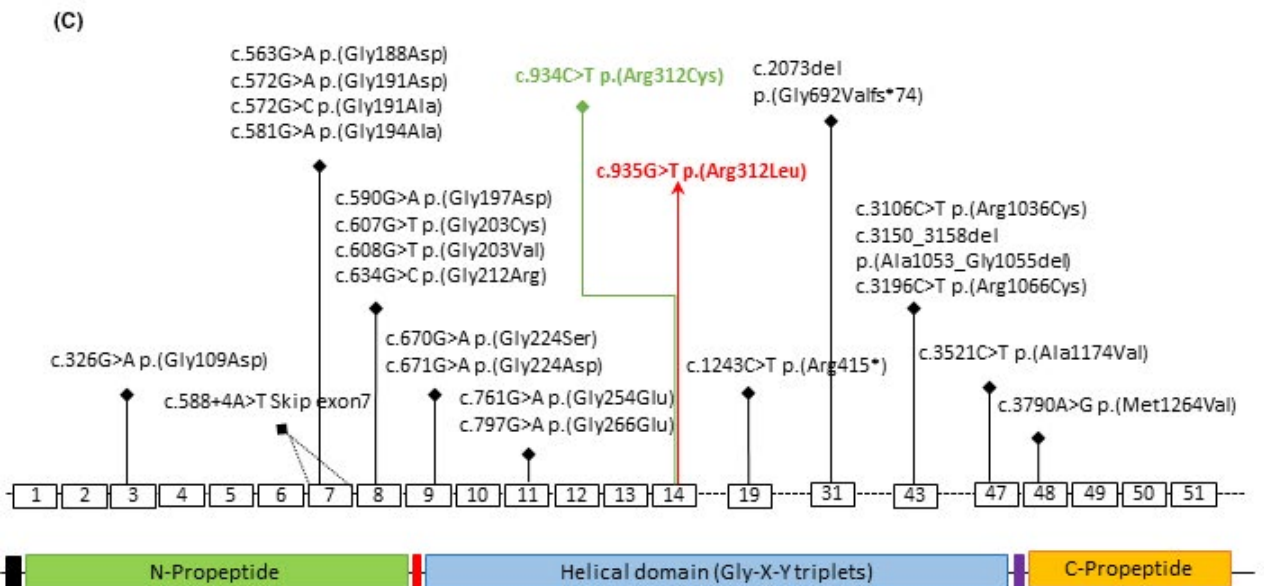 (C)
c.563G>A p.(Gly188Asp)
c.572G>A p.(Gly191Asp)
c.572G>C p.(Gly191Ala)
c.581G>A p.(Gly194Ala)
c.934C>T p.(Arg312Cys)
c.2073del
p.(Gly692Valfs*74)
c.935G>T p.(Arg312Leu)
c.590G>A p.(Gly197Asp)
c.607G>T p.(Gly203Cys)
c.608G>T p.(Gly203Val)
c.634G>C p.(Gly212Arg)
c.3106C>T p.(Arg1036Cys)
c.3150_3158del
p.(Ala1053_Gly1055del)
c.3196C>T p.(Arg1066Cys)
c.326G>A p.(Gly109Asp)
c.588+4A>T Skip exon7
c.670G>A p.(Gly224Ser)
c.671G>A p.(Gly224Asp)
c.761G>A p.(Gly254Glu)
c.797G>A p.(Gly266Glu)
c.1243C>T p.(Arg415*)
c.3521C>T p.(Ala1174Val)
c.3790A>G p.(Met1264Val)
1 2 3 4 5 6 7 8 9 10 11 12 13 14 19 31 43 47 48 49 50 51
N-Propeptide Helical domain (Gly-X-Y triplets) C-Propeptide